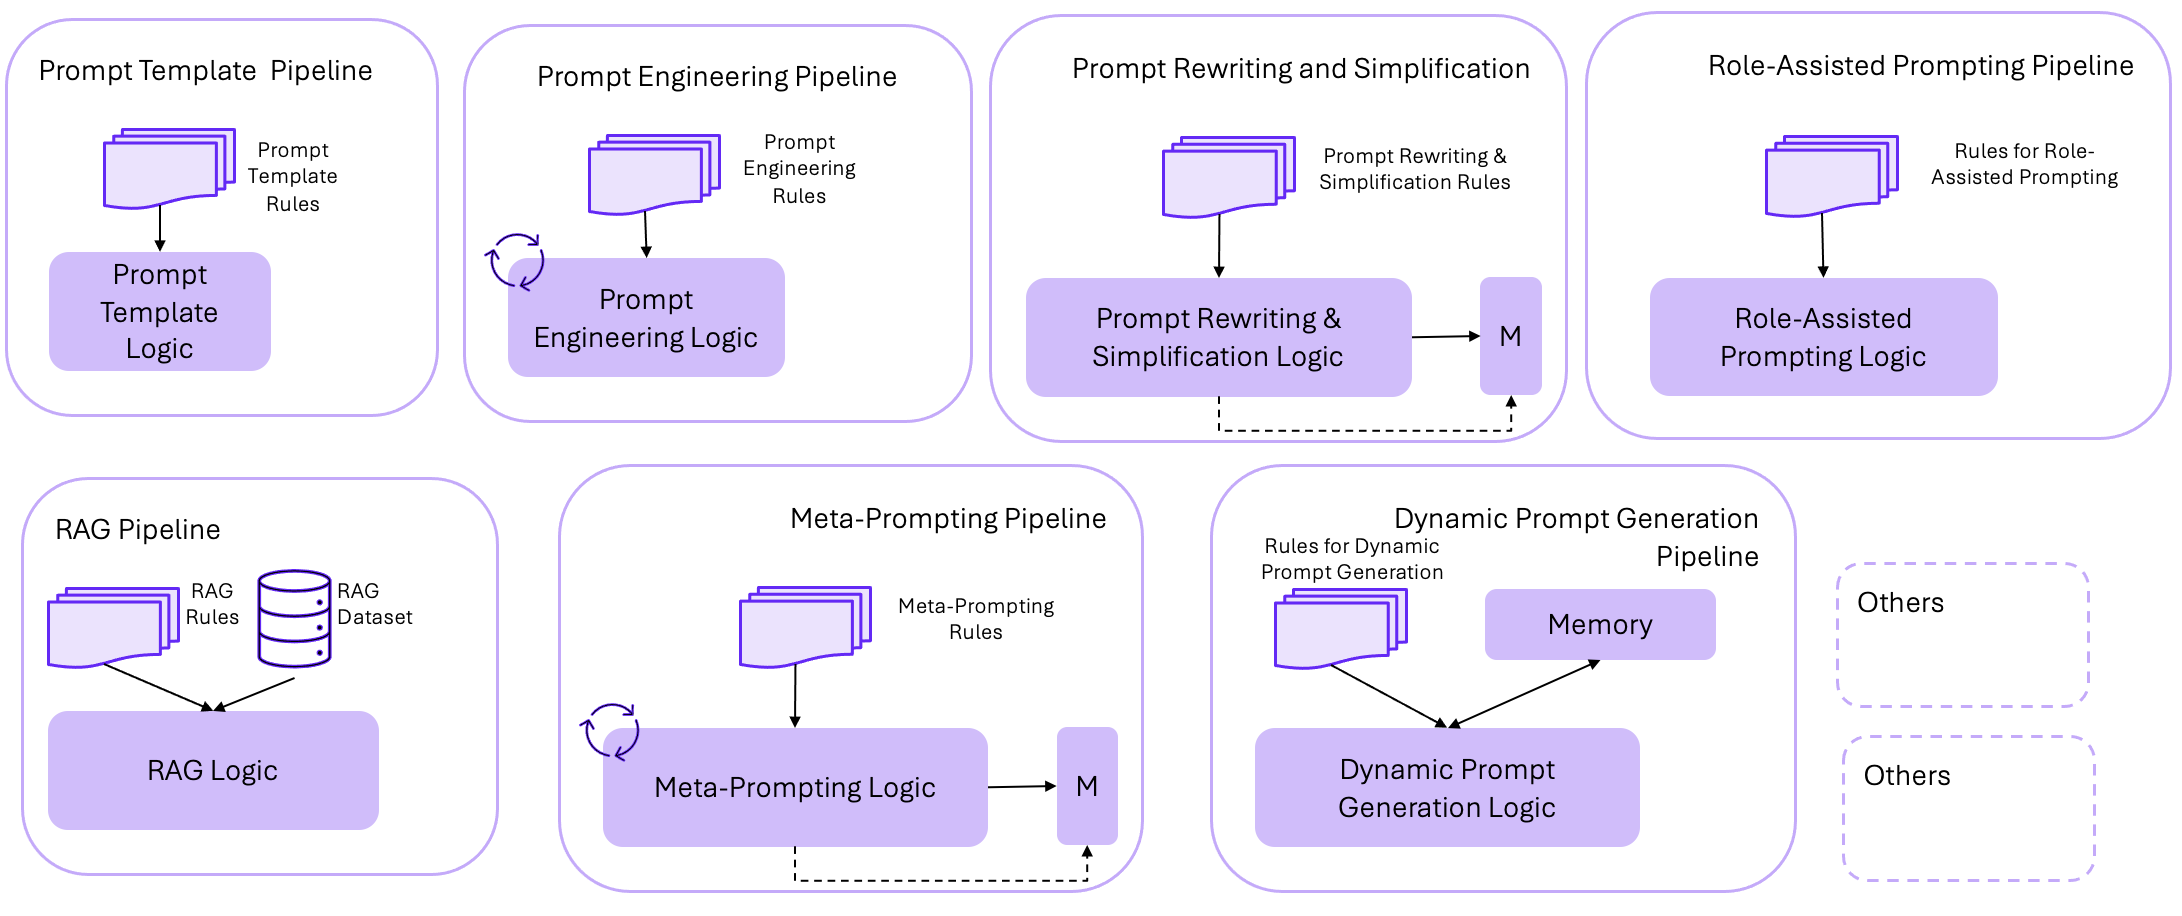 Prompt Template  Pipeline
Prompt
Template
Rules
Prompt
Template
Logic
Prompt Engineering Pipeline
Prompt
Engineering
Rules
Prompt
Engineering Logic
Prompt Rewriting and Simplification
Prompt Rewriting &
Simplification Rules
Prompt Rewriting &
Simplification Logic
M
Role-Assisted Prompting Pipeline
Rules for Role-
Assisted Prompting
Role-Assisted
Prompting Logic
RAG Pipeline
RAG
Rules
RAG
Dataset
RAG Logic
Meta-Prompting Pipeline
Meta-Prompting
Rules
Meta-Prompting Logic
M
Dynamic Prompt Generation
Pipeline
Rules for Dynamic
Prompt Generation
Memory
Dynamic Prompt
Generation Logic
Others
Others